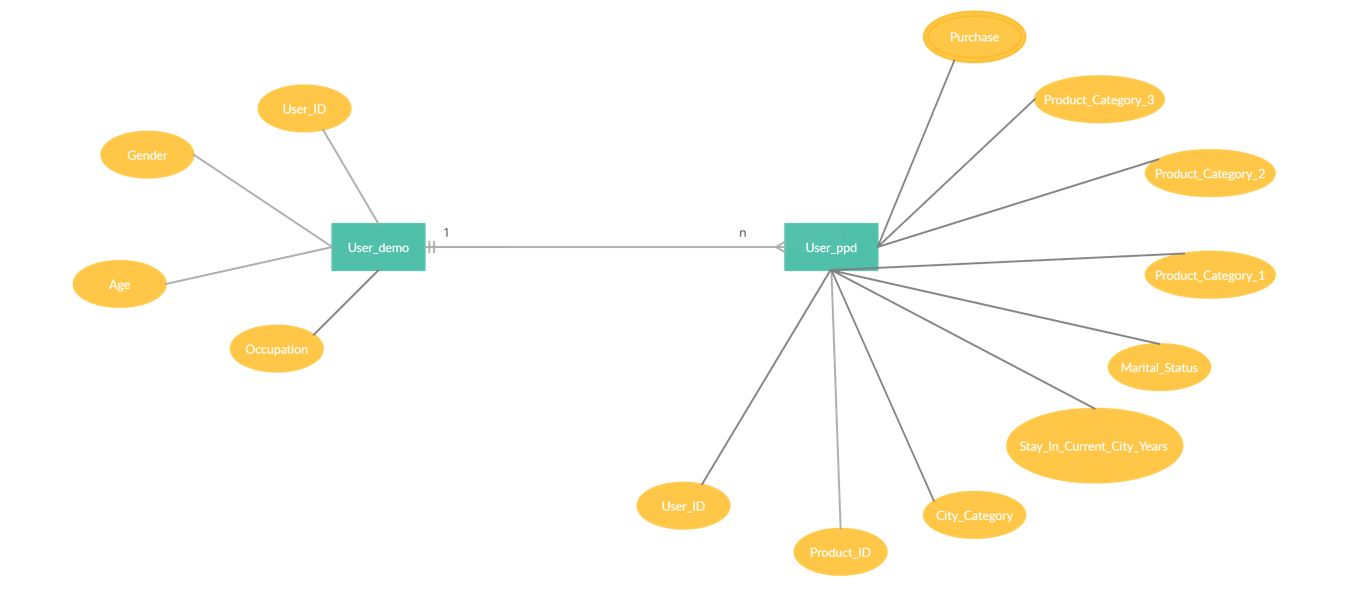 Purchase
Product_Category_3
User_ID
Gender
Product_Category_2
1
n
User_demo
User_ppd
Product_Category_1
Age
Occupation
Marital_Status
Stay_In_Current_City_Years
User_ID
City_Category
Product_ID